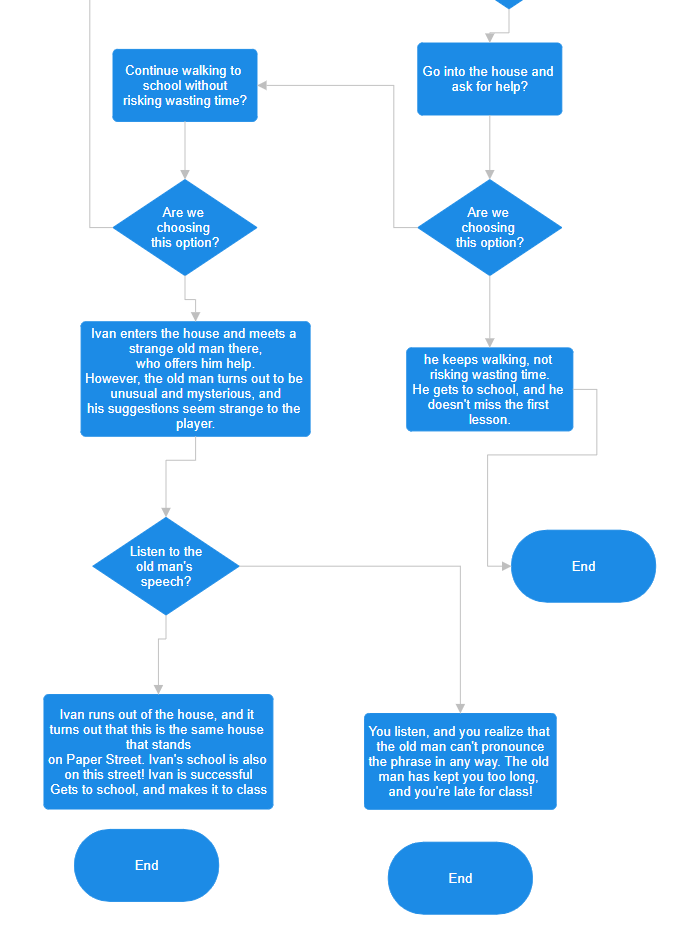 Continue walking to
school without
risking wasting time?
Go into the house and
ask for help?
Are we
choosing
this option?
Are we
choosing
this option?
Ivan enters the house and meets a
strange old man there,
who offers him help.
However, the old man turns out to be
unusual and mysterious, and
his suggestions seem strange to the
player.
he keeps walking, not
risking wasting time.
He gets to school, and he
doesn't miss the first
lesson.
Listen to the
old man's
speech?
End
Ivan runs out of the house, and it
turns out that this is the same house
that stands
on Paper Street. Ivan's school is also
on this street! Ivan is successful
Gets to school, and makes it to class
You listen, and you realize that
the old man can't pronounce
the phrase in any way. The old
man has kept you too long,
and you're late for class!
End
End